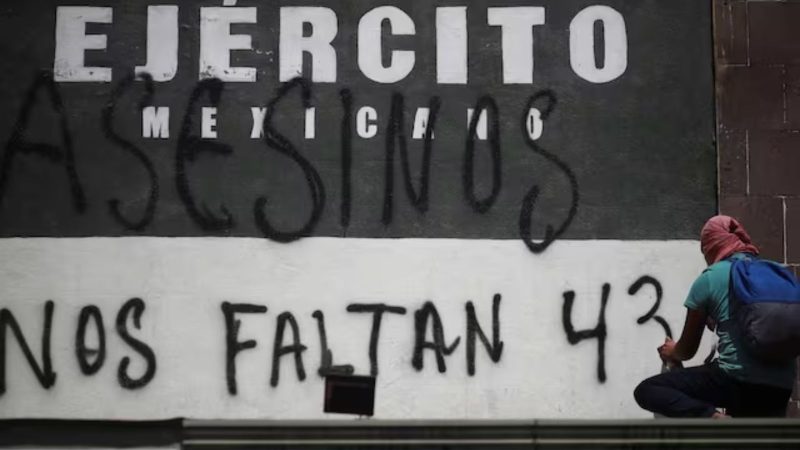 EJÉRCITO
MEXICANO
ASESINOS
NOS FALTAN 43